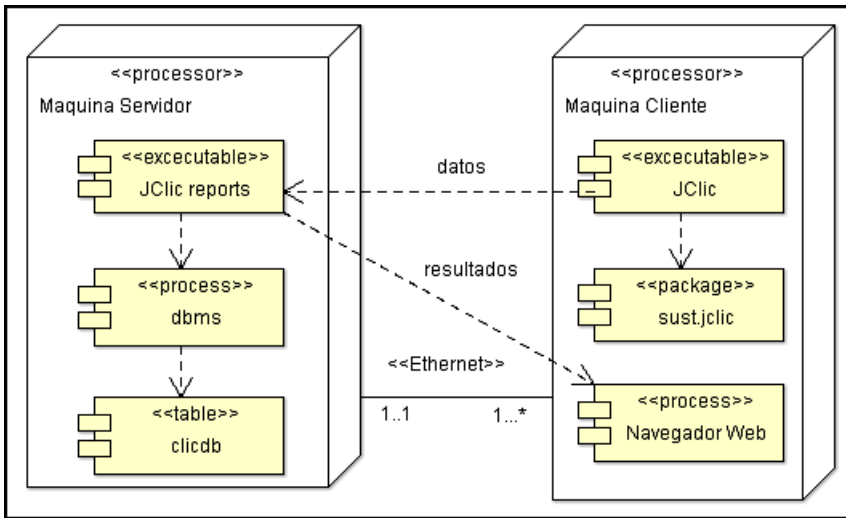 <<processor>>
Maquina Servidor
<<excecutable>>
JClic reports
<<process>>
dbms
<<table>>
clicdb
datos
resultados
<<Ethernet>>
1..1
1...*
<<processor>>
Maquina Cliente
<<excecutable>>
JClic
<<package>>
sust.jclic
<<process>>
Navegador Web